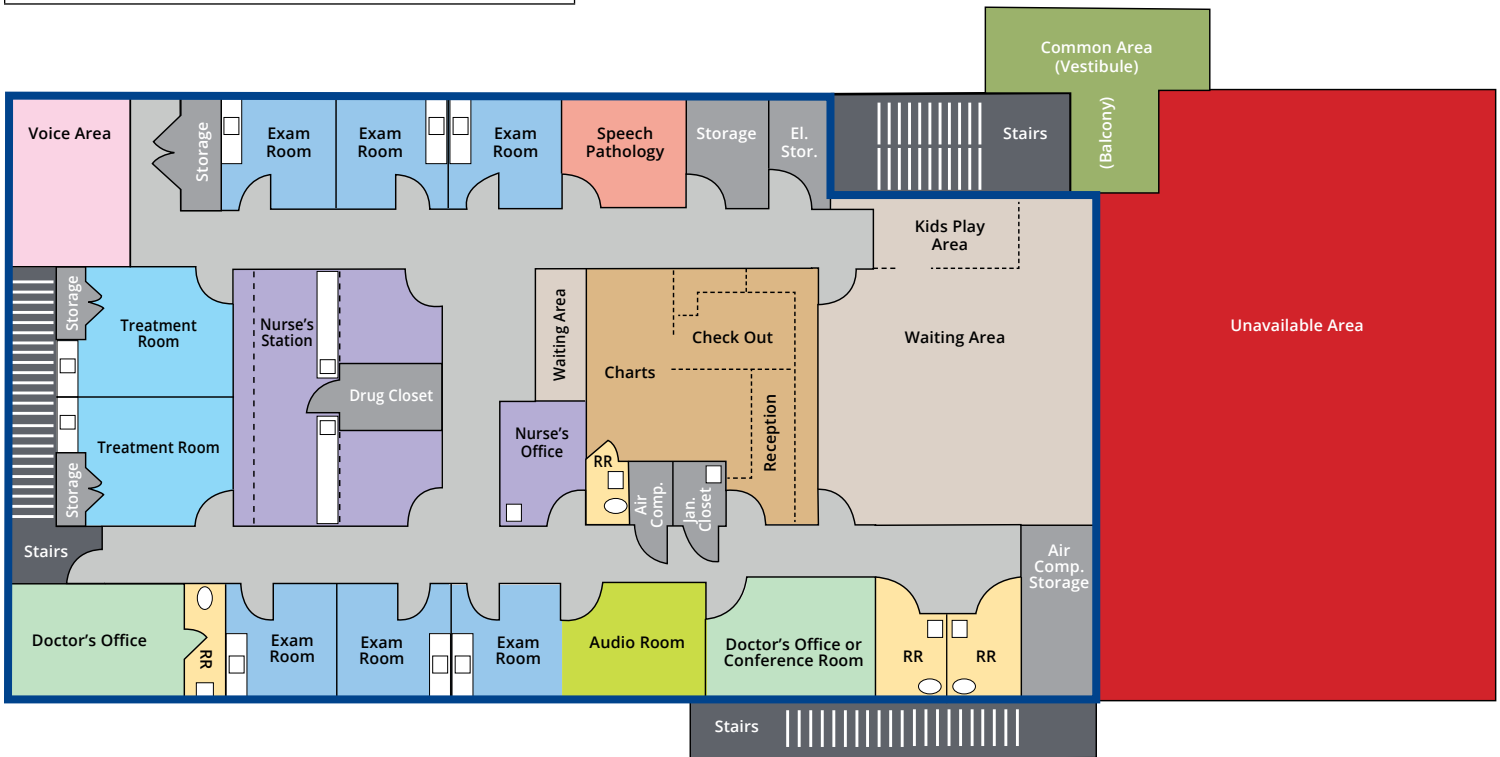 Common Area
(Vestibule)
(Balcony)
Voice Area
Storage
Exam
Room
Exam
Room
Exam
Room
Speech
Pathology
Storage
El.
Stor.
Stairs
Kids Play
Area
Storage
Treatment
Room
Nurse's
Station
Waiting Area
Check Out
Charts
Waiting Area
Unavailable Area
Drug Closet
Treatment Room
Storage
Nurse's
Office
Reception
RR
Air
Comp.
Jan.
Closet
Stairs
Air
Comp.
Storage
Doctor's Office
RR
Exam
Room
Exam
Room
Exam
Room
Audio Room
Doctor's Office or
Conference Room
RR
RR
Stairs